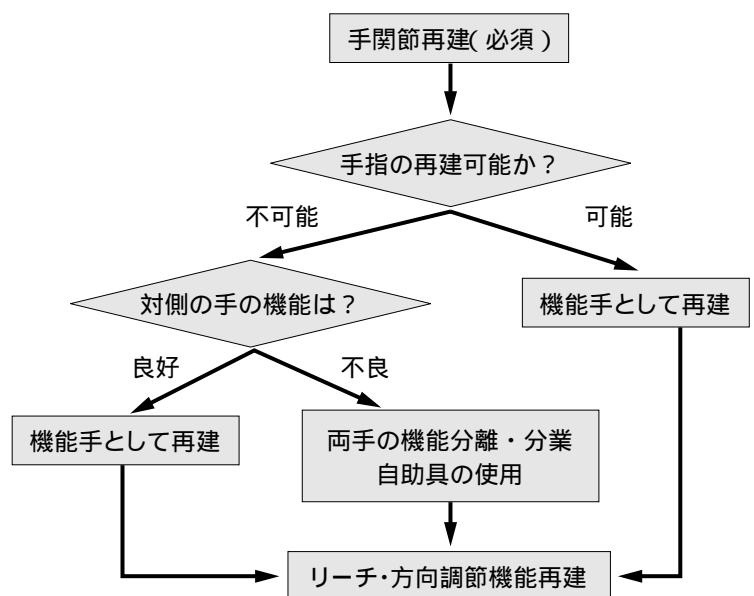 手関節再建(必須)
手指の再建可能か?
不可能
可能
対側の手の機能は?
機能手として再建
良好
不良
機能手として再建
両手の機能分離・分業
自助具の使用
リーチ・方向調節機能再建